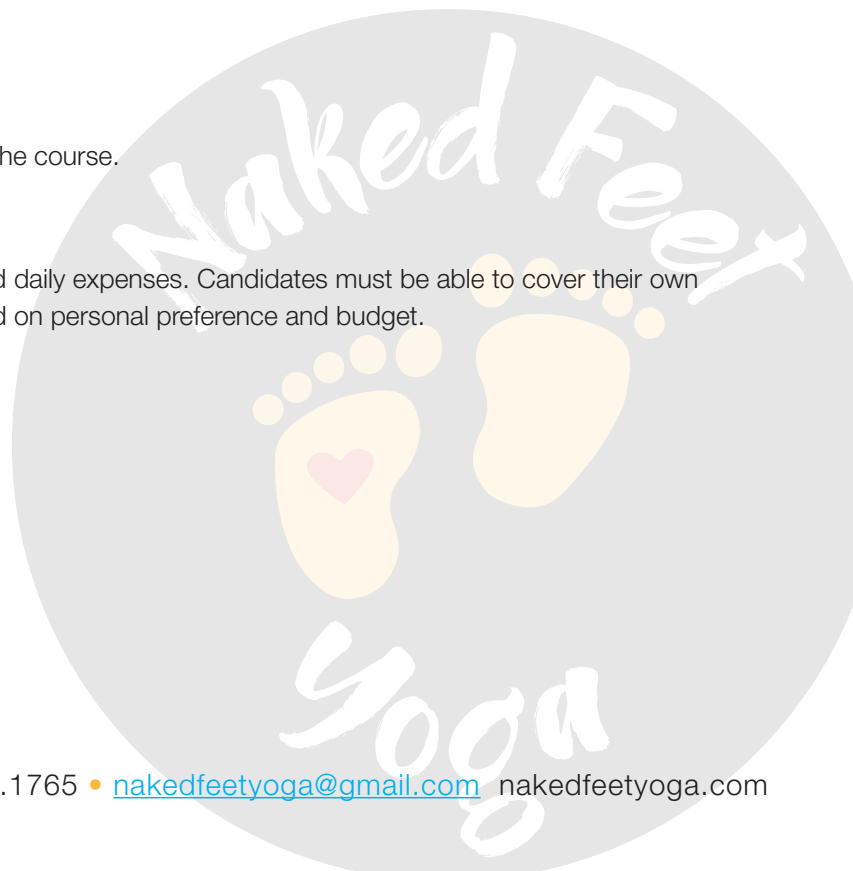 Naked Feet
he course.
d daily expenses. Candidates must be able to cover their own
d on personal preference and budget.
Yoga
.1765 • nakedfeetyoga@gmail.com nakedfeetyoga.com